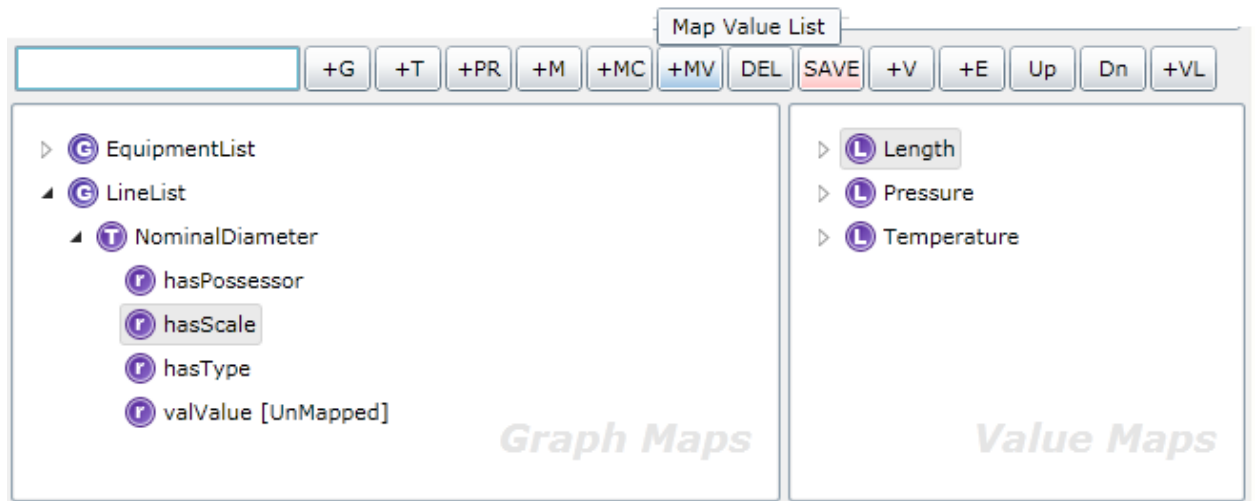 Map Value List
+G +T +PR +M +MC +MV DEL SAVE +V +E Up Dn +VL
G EquipmentList
G LineList
T NominalDiameter
r hasPossessor
r hasScale
r hasType
r valValue [UnMapped]
Graph Maps
L Length
L Pressure
L Temperature
Value Maps